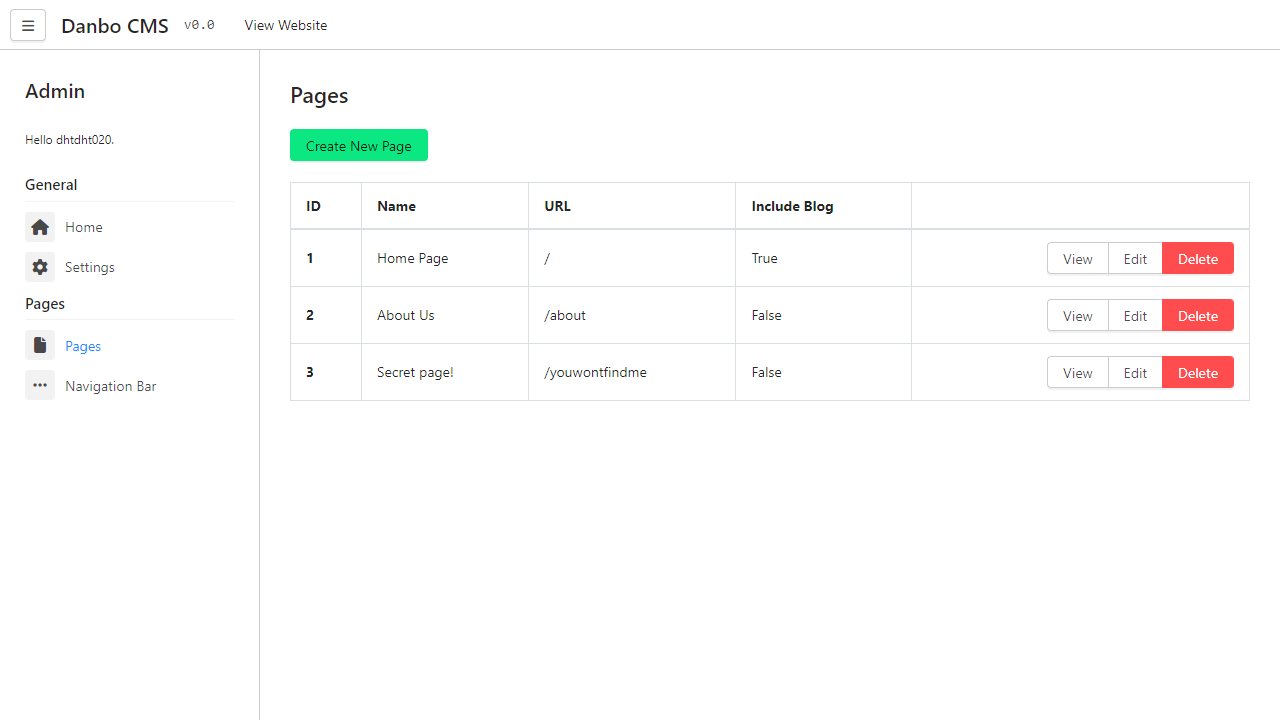 Danbo CMS v0.0 View Website
Admin
Hello dhtdht020.
General
Home
Settings
Pages
Pages
Navigation Bar
Pages
Create New Page
ID Name URL Include Blog
1 Home Page / True View Edit Delete
2 About Us /about False View Edit Delete
3 Secret page! /youwontfindme False View Edit Delete